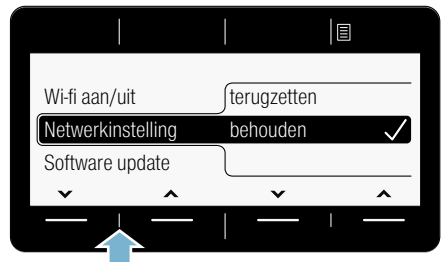 Wi-fi aan/uit terugzetten
Netwerkinstelling behouden
Software update